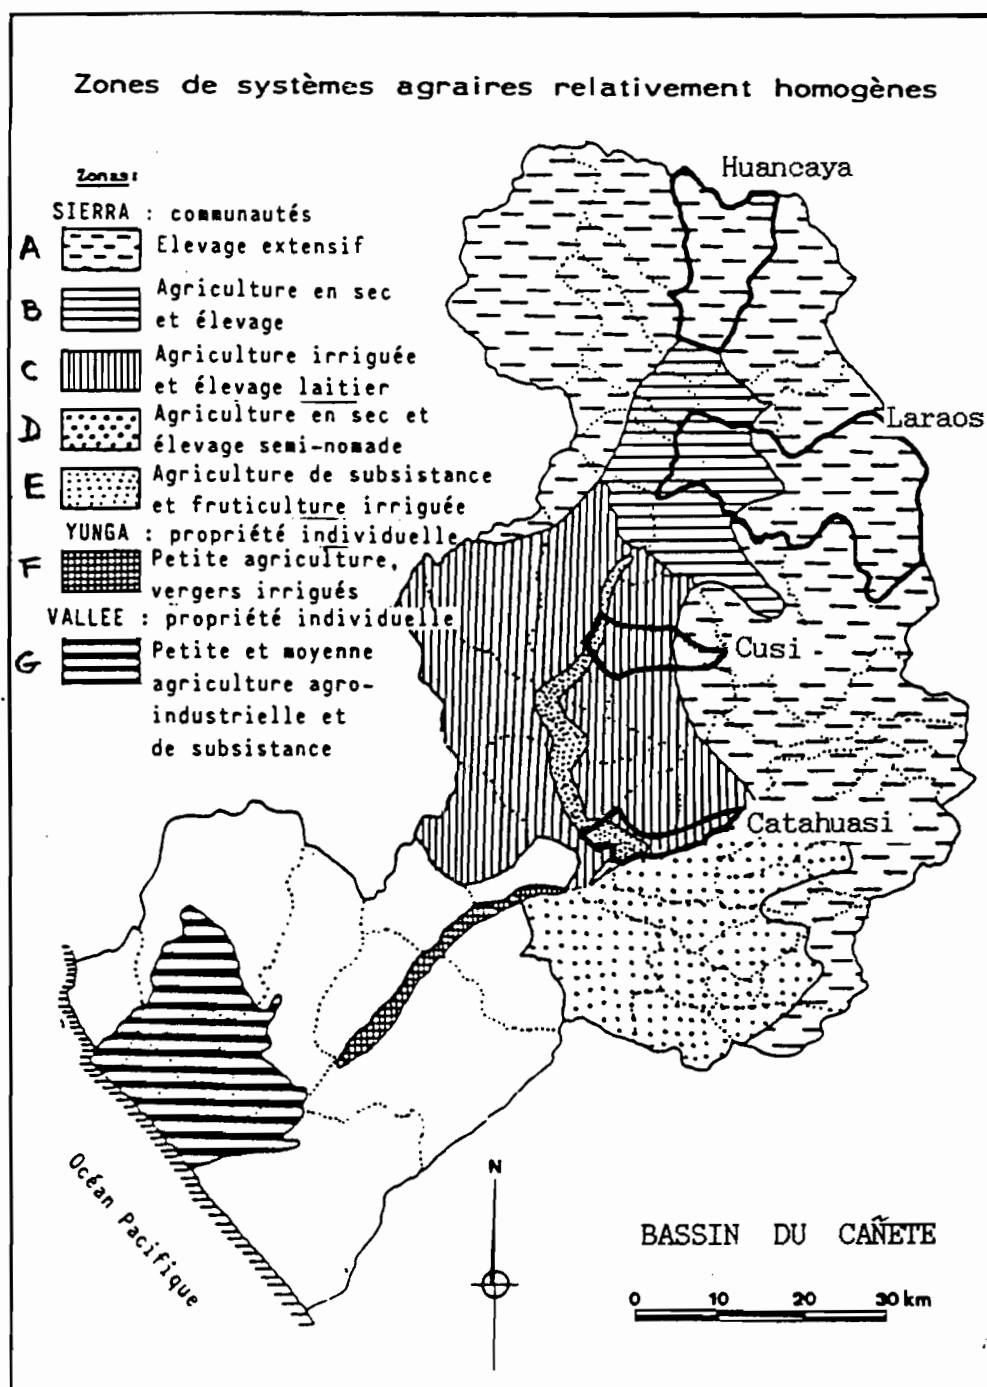 Zones de systèmes agraires relativement homogènes
Zonas:
SIERRA : communautés
A
Elevage extensif
B
Agriculture en sec
et élevage
C
Agriculture irriguée
et élevage laitier
D
Agriculture en sec et
élevage semi-nomade
E
Agriculture de subsistance
et fruticulture irriguée
YUNGA : propriété individuelle
F
Petite agriculture,
vergers irrigués
VALLEE : propriété individuelle
G
Petite et moyenne
agriculture agro-
industrielle et
de subsistance
Huancaya
Laraos
Cusi
Catahuasi
Océan Pacifique
N
BASSIN DU CAÑETE
0 10 20 30 km